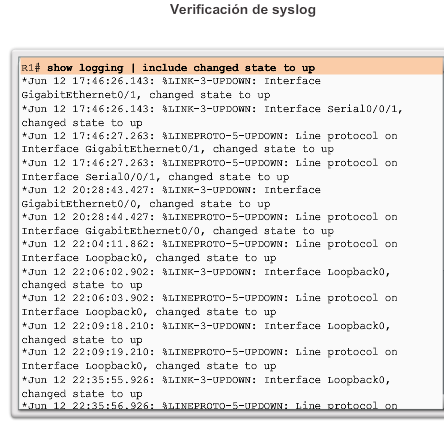 Verificación de syslog
R1# show logging | include changed state to up
*Jun 12 17:46:26.143: %LINK-3-UPDOWN: Interface
GigabitEthernet0/1, changed state to up
*Jun 12 17:46:26.143: %LINK-3-UPDOWN: Interface Serial0/0/1,
changed state to up
*Jun 12 17:46:27.263: %LINEPROTO-5-UPDOWN: Line protocol on
Interface GigabitEthernet0/1, changed state to up
*Jun 12 17:46:27.263: %LINEPROTO-5-UPDOWN: Line protocol on
Interface Serial0/0/1, changed state to up
*Jun 12 20:28:43.427: %LINK-3-UPDOWN: Interface
GigabitEthernet0/0, changed state to up
*Jun 12 20:28:44.427: %LINEPROTO-5-UPDOWN: Line protocol on
Interface GigabitEthernet0/0, changed state to up
*Jun 12 22:04:11.862: %LINEPROTO-5-UPDOWN: Line protocol on
Interface Loopback0, changed state to up
*Jun 12 22:06:02.902: %LINK-3-UPDOWN: Interface Loopback0,
changed state to up
*Jun 12 22:06:03.902: %LINEPROTO-5-UPDOWN: Line protocol on
Interface Loopback0, changed state to up
*Jun 12 22:09:18.210: %LINK-3-UPDOWN: Interface Loopback0,
changed state to up
*Jun 12 22:09:19.210: %LINEPROTO-5-UPDOWN: Line protocol on
Interface Loopback0, changed state to up
*Jun 12 22:35:55.926: %LINK-3-UPDOWN: Interface Loopback0,
changed state to up
*Jun 12 22:35:56.926: %LINEPROTO-5-UPDOWN: Line protocol on